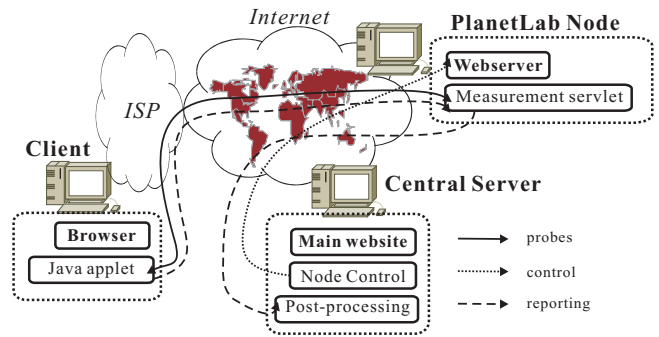 Internet
PlanetLab Node
Webserver
Measurement servlet
ISP
Client
Browser
Java applet
Central Server
Main website
Node Control
Post-processing
probes
control
reporting